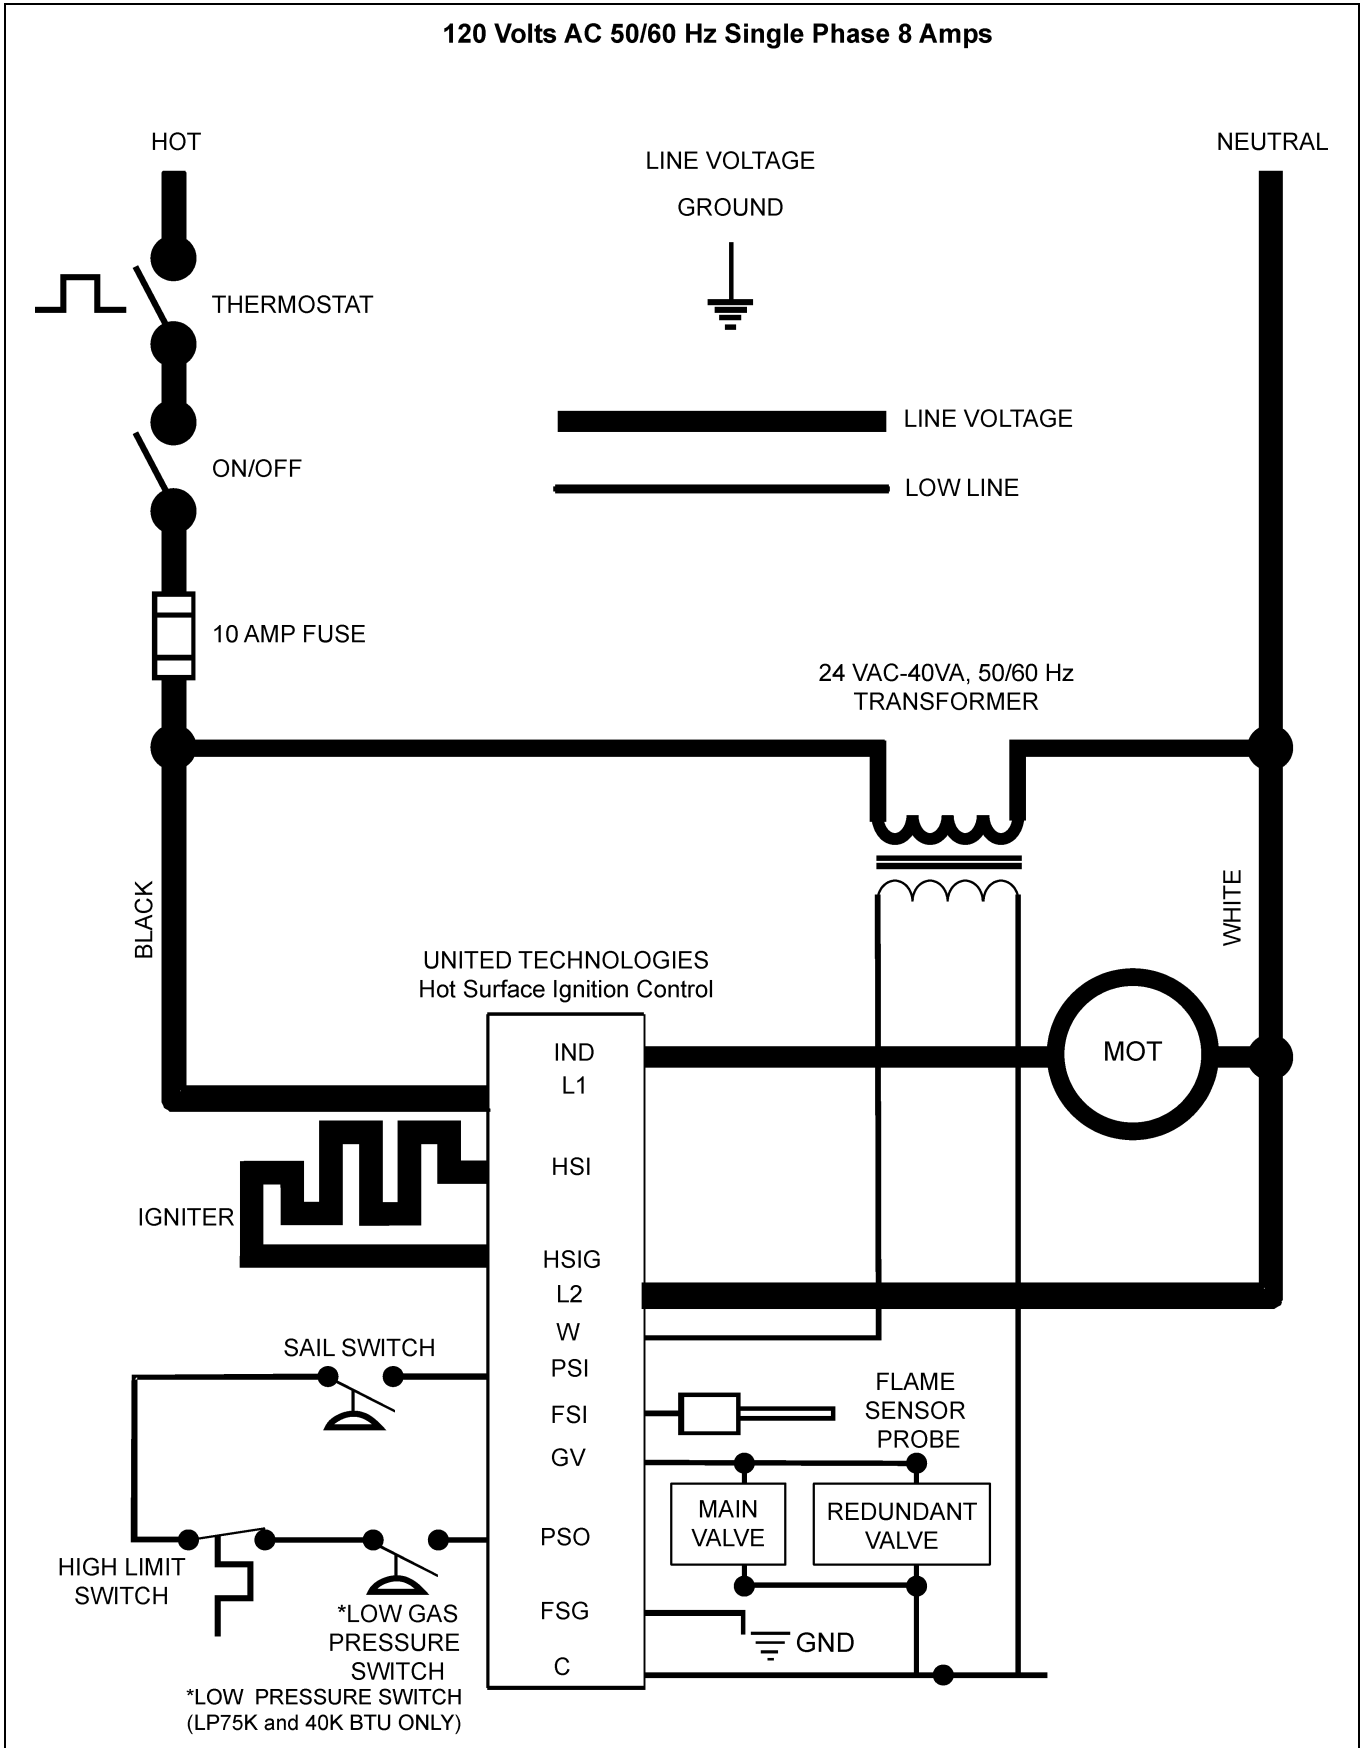 120 Volts AC 50/60 Hz Single Phase 8 Amps
HOT
NEUTRAL
LINE VOLTAGE
GROUND
THERMOSTAT
LINE VOLTAGE
ON/OFF
LOW LINE
10 AMP FUSE
24 VAC-40VA, 50/60 Hz
TRANSFORMER
BLACK
WHITE
UNITED TECHNOLOGIES
Hot Surface Ignition Control
IND
MOT
L1
HSI
IGNITER
HSIG
L2
W
SAIL SWITCH
PSI
FLAME
SENSOR
PROBE
FSI
GV
MAIN
VALVE
REDUNDANT
VALVE
PSO
HIGH LIMIT
SWITCH
*LOW GAS
PRESSURE
SWITCH
FSG
GND
C
*LOW PRESSURE SWITCH
(LP75K and 40K BTU ONLY)